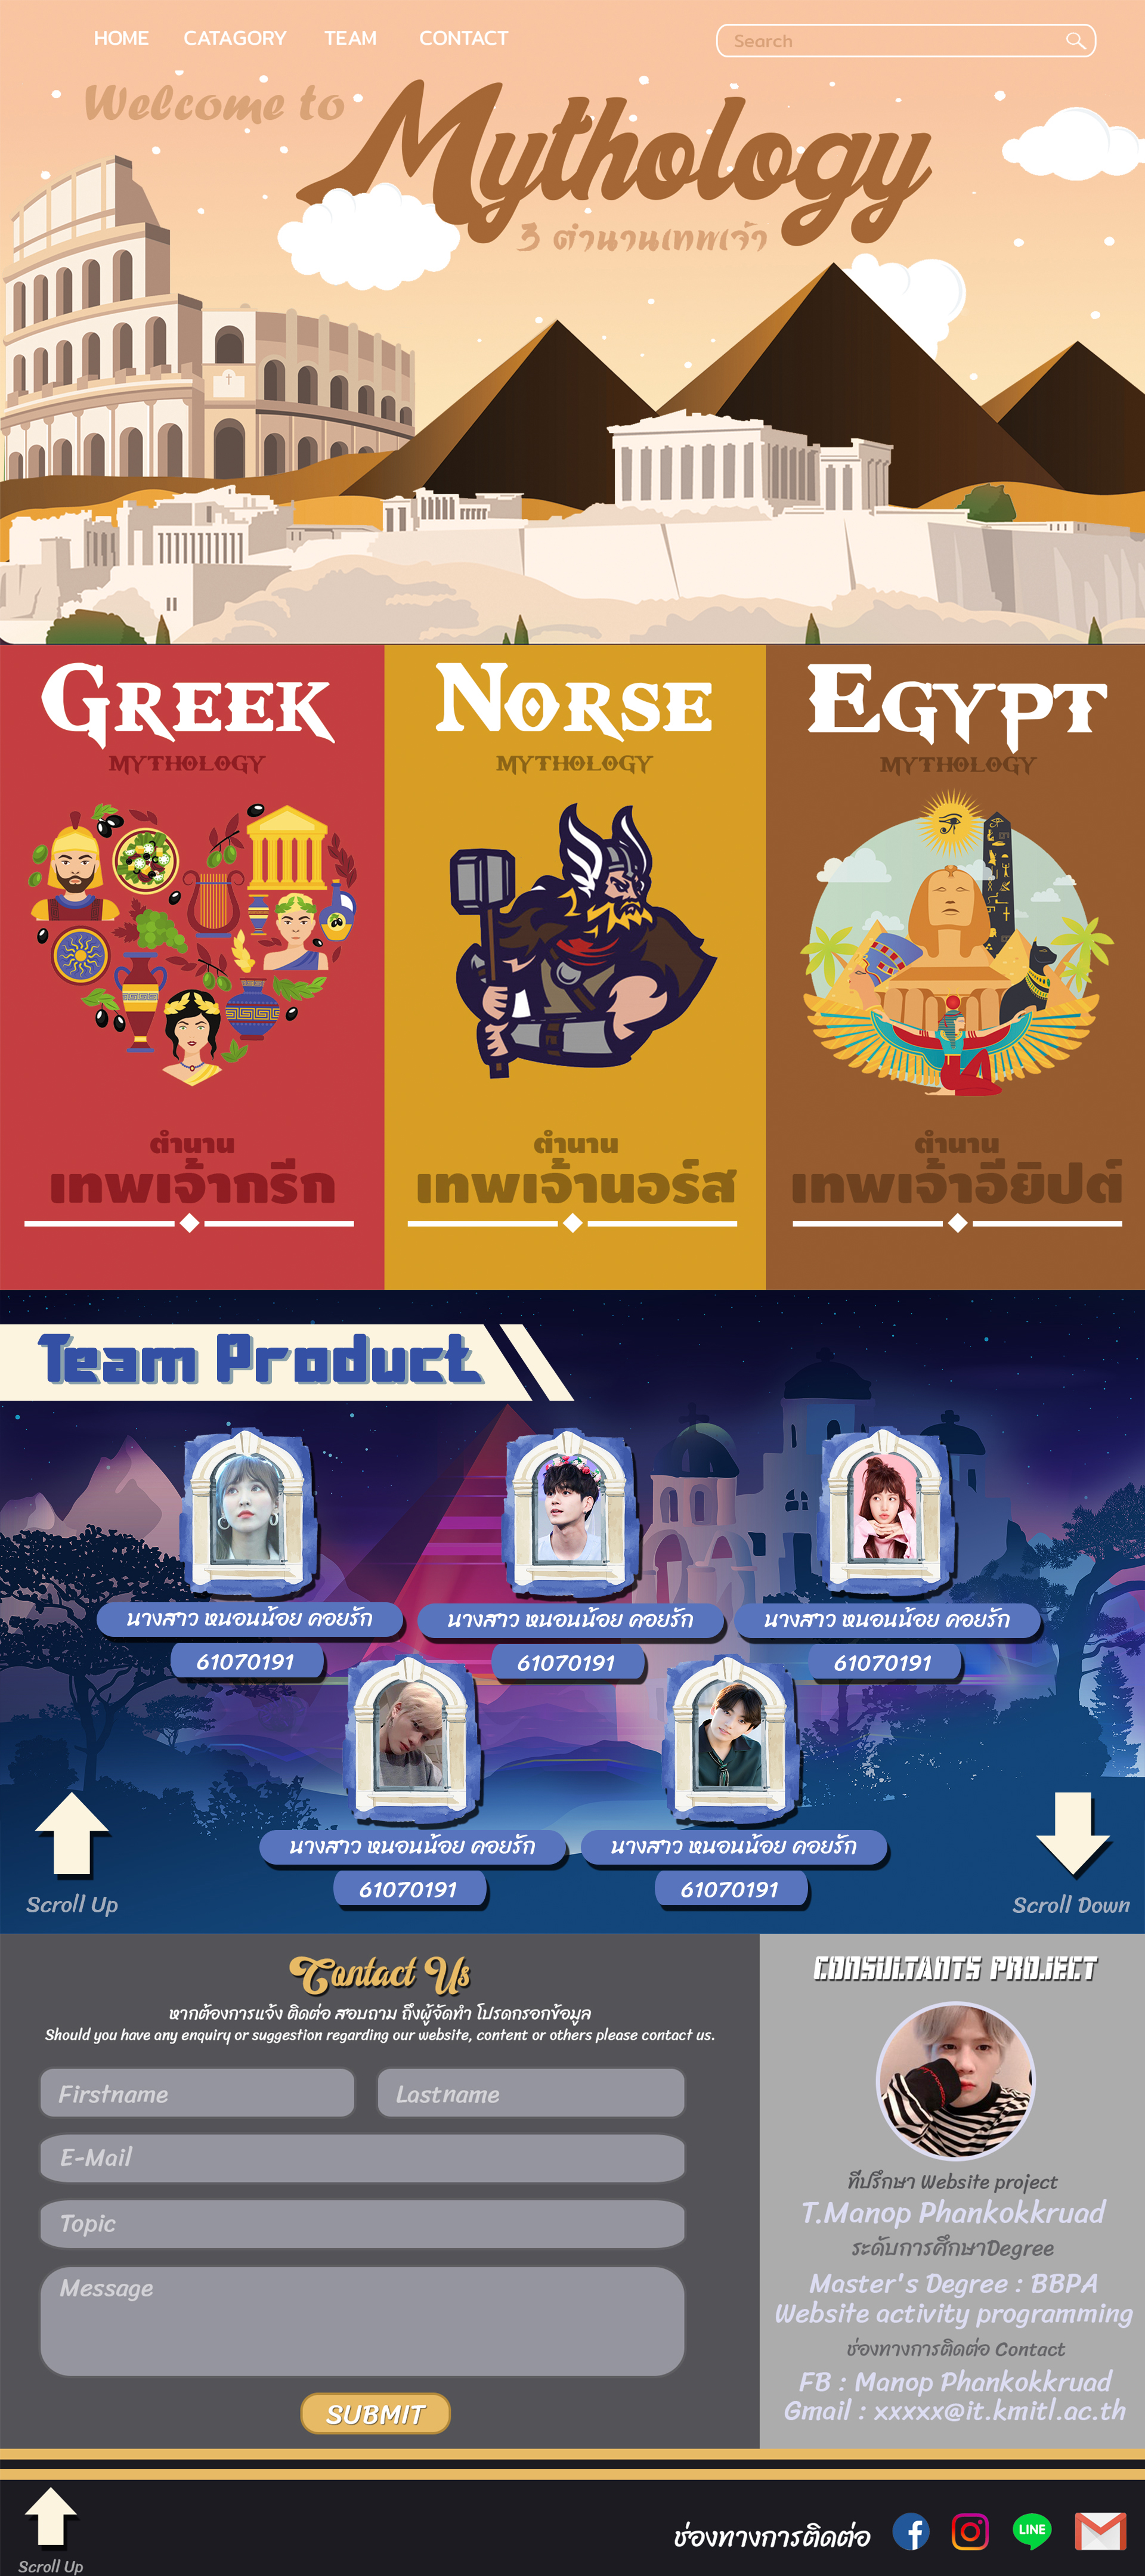 HOME CATAGORY TEAM CONTACT Search
Welcome to
Mythology
3 ตำนานเทพเจ้า
GREEK
MYTHOLOGY
ตำนาน
เทพเจ้ากรีก
NORSE
MYTHOLOGY
ตำนาน
เทพเจ้านอร์ส
EGYPT
MYTHOLOGY
ตำนาน
เทพเจ้าอียิปต์
Team Product
นางสาว หนอนน้อย คอยรัก
61070191
นางสาว หนอนน้อย คอยรัก
61070191
นางสาว หนอนน้อย คอยรัก
61070191
นางสาว หนอนน้อย คอยรัก
61070191
นางสาว หนอนน้อย คอยรัก
61070191
Scroll Up
Scroll Down
Contact Us
หากต้องการแจ้ง ติดต่อ สอบถาม ถึงผู้จัดทำ โปรดกรอกข้อมูล
Should you have any enquiry or suggestion regarding our website, content or others please contact us.
Firstname
Lastname
E-Mail
Topic
Message
SUBMIT
CONSULTANTS PROJECT
ที่ปรึกษา Website project
T.Manop Phankokkruad
ระดับการศึกษาDegree
Master's Degree : BBPA
Website activity programming
ช่องทางการติดต่อ Contact
FB : Manop Phankokkruad
Gmail : xxxxx@it.kmitl.ac.th
Scroll Up
ช่องทางการติดต่อ
LINE